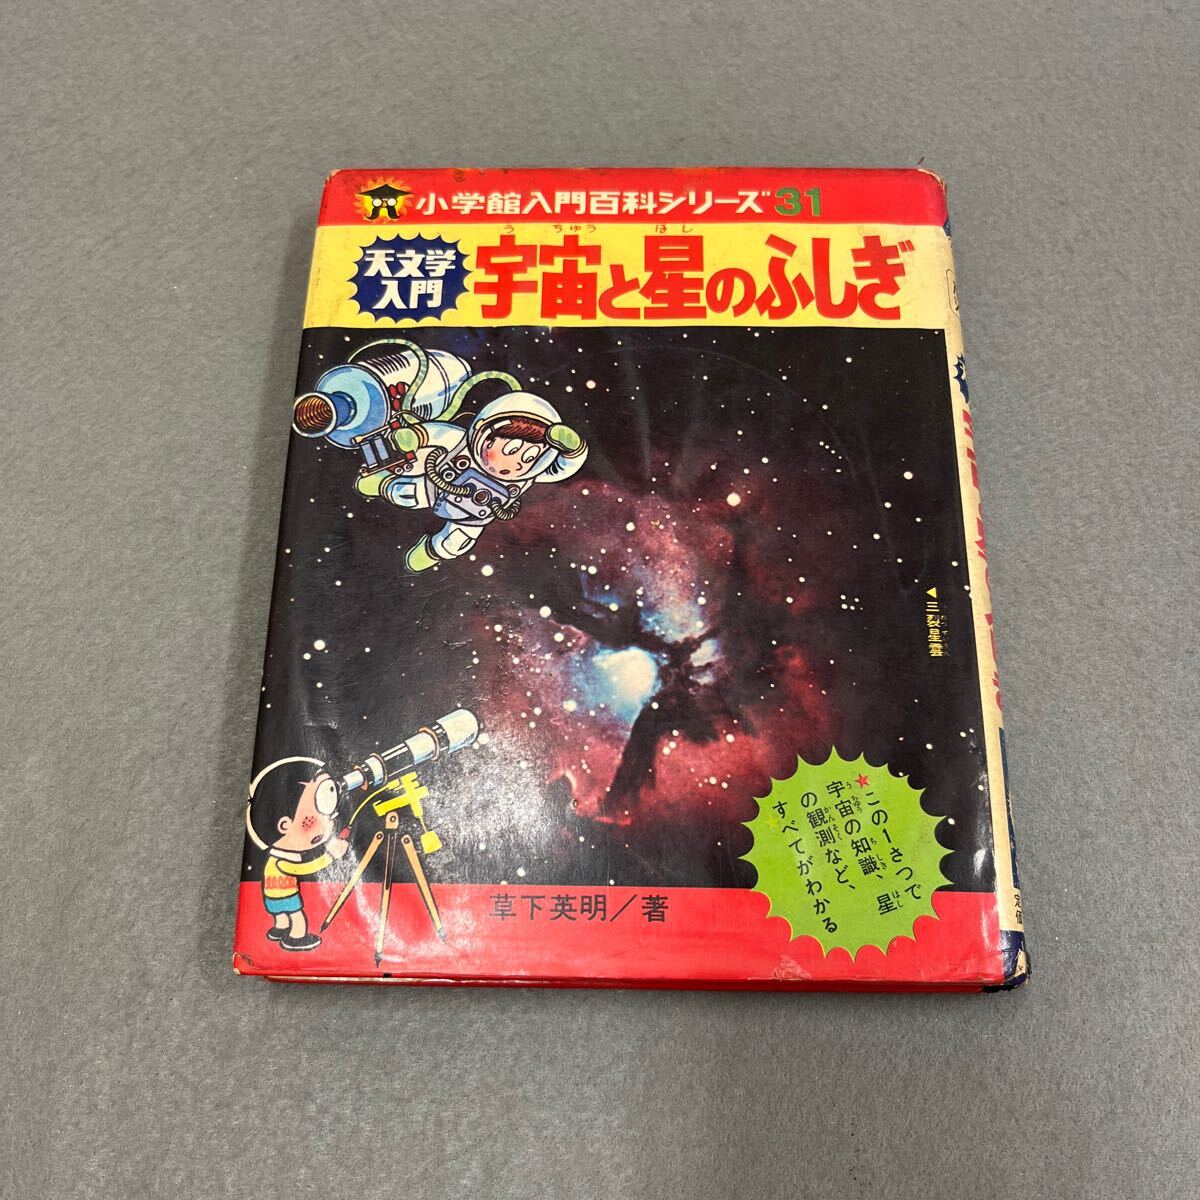 小学館入門百科シリーズ 31
天文学
入門
う ちゅう ほし
宇宙と星のふしぎ
◀三裂星雲
★この1さつで
宇宙の知識、星
の観測など、
すべてがわかる
草下英明／著
定価